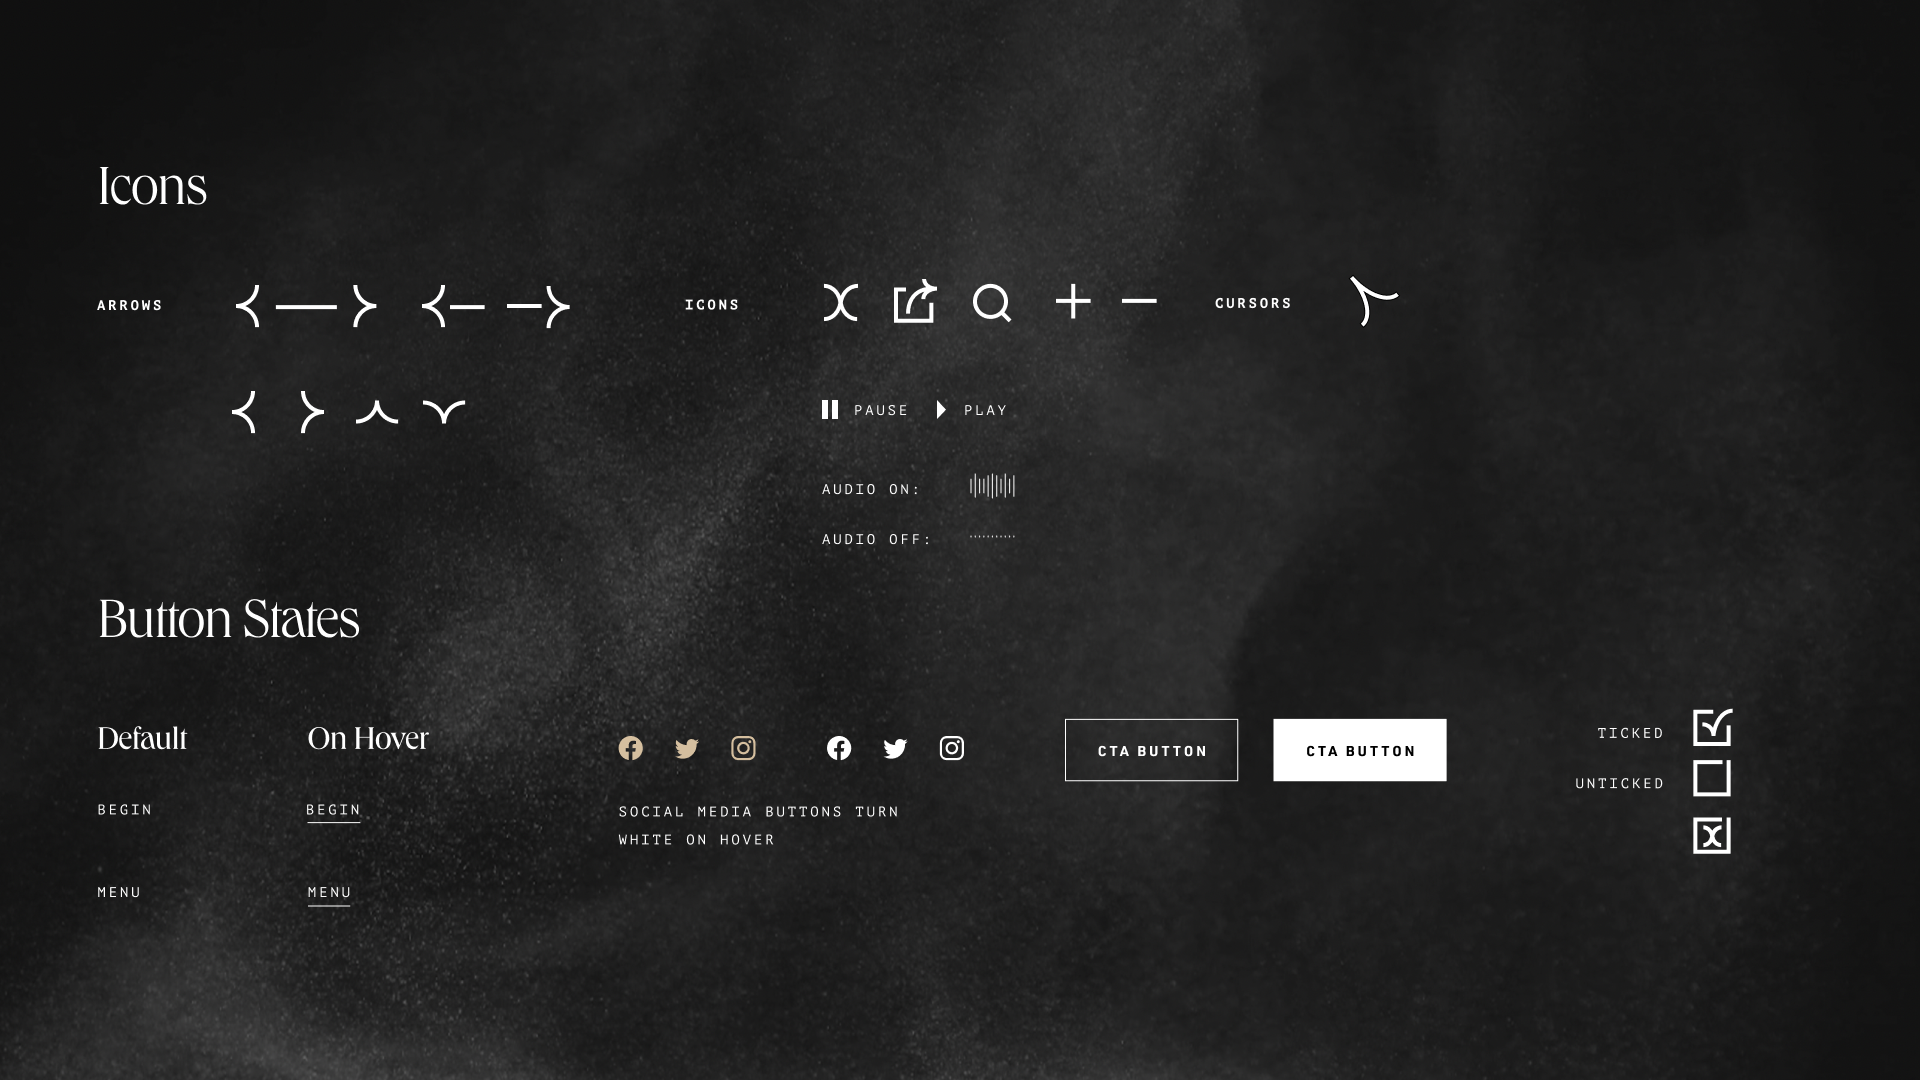 Icons
ARROWS
ICONS
CURSORS
PAUSE
PLAY
AUDIO ON:
AUDIO OFF:
Button States
Default
On Hover
BEGIN
BEGIN
MENU
MENU
SOCIAL MEDIA BUTTONS TURN
WHITE ON HOVER
CTA BUTTON
CTA BUTTON
TICKED
UNTICKED